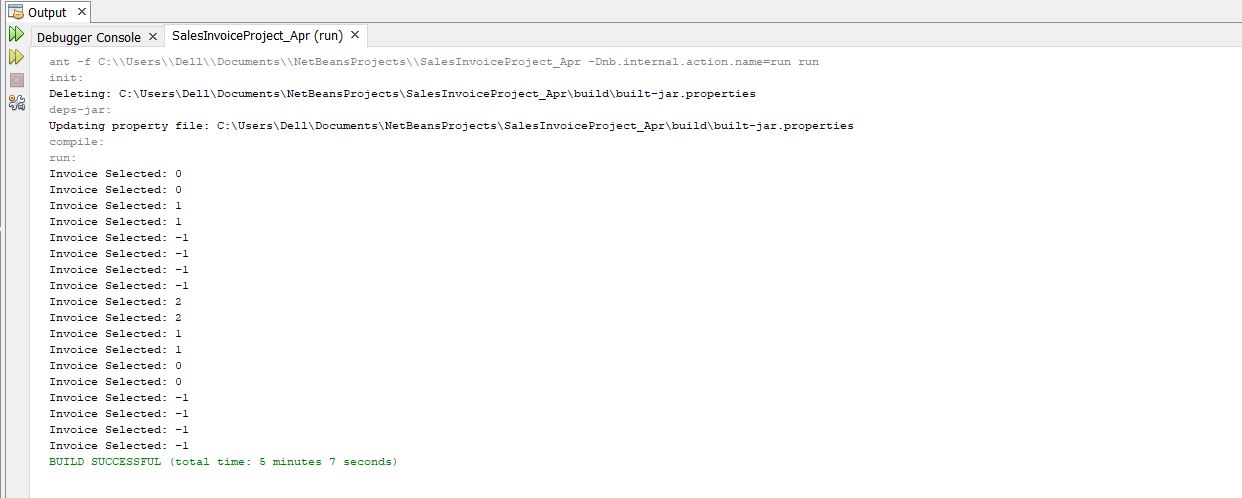 Output
Debugger Console
SalesInvoiceProject_Apr (run)
ant -f C:\\Users\\Dell\\Documents\\NetBeansProjects\\SalesInvoiceProject_Apr -Dnb.internal.action.name=run run
init:
Deleting: C:\Users\Dell\Documents\NetBeansProjects\SalesInvoiceProject_Apr\build\built-jar.properties
deps-jar:
Updating property file: C:\Users\Dell\Documents\NetBeansProjects\SalesInvoiceProject_Apr\build\built-jar.properties
compile:
run:
Invoice Selected: 0
Invoice Selected: 0
Invoice Selected: 1
Invoice Selected: 1
Invoice Selected: -1
Invoice Selected: -1
Invoice Selected: -1
Invoice Selected: -1
Invoice Selected: 2
Invoice Selected: 2
Invoice Selected: 1
Invoice Selected: 1
Invoice Selected: 0
Invoice Selected: 0
Invoice Selected: -1
Invoice Selected: -1
Invoice Selected: -1
Invoice Selected: -1
BUILD SUCCESSFUL (total time: 5 minutes 7 seconds)